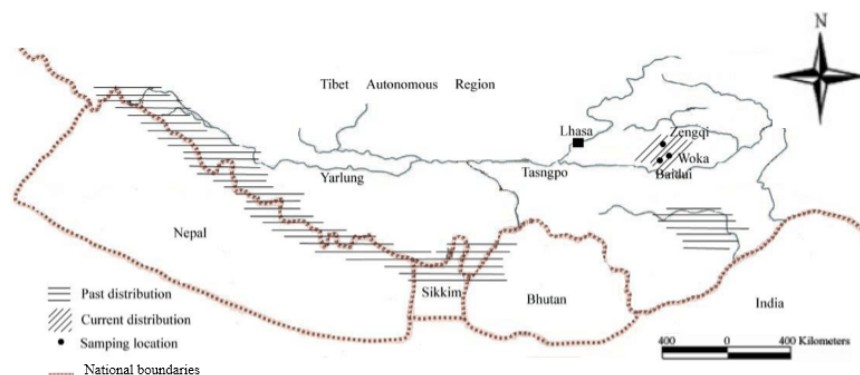 N
Tibet Autonomous Region
Lhasa
Zengqi
Woka
Baidui
Yarlung
Tasngpo
Nepal
Sikkim
Bhutan
India
Past distribution
Current distribution
Samping location
National boundaries
400 0 400 Kilometers